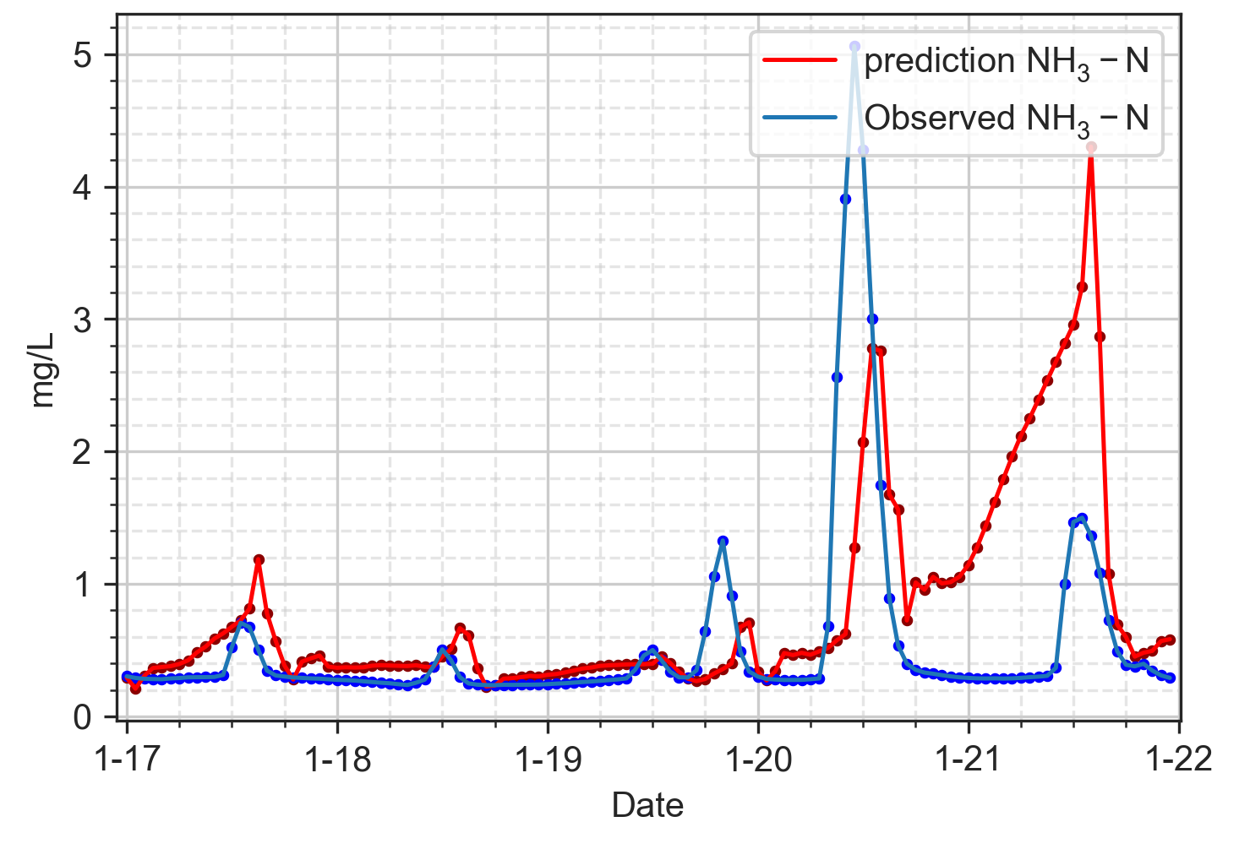 prediction NH₃ − N
Observed NH₃ − N
mg/L
5
4
3
2
1
0
1-17 1-18 1-19 1-20 1-21 1-22
Date